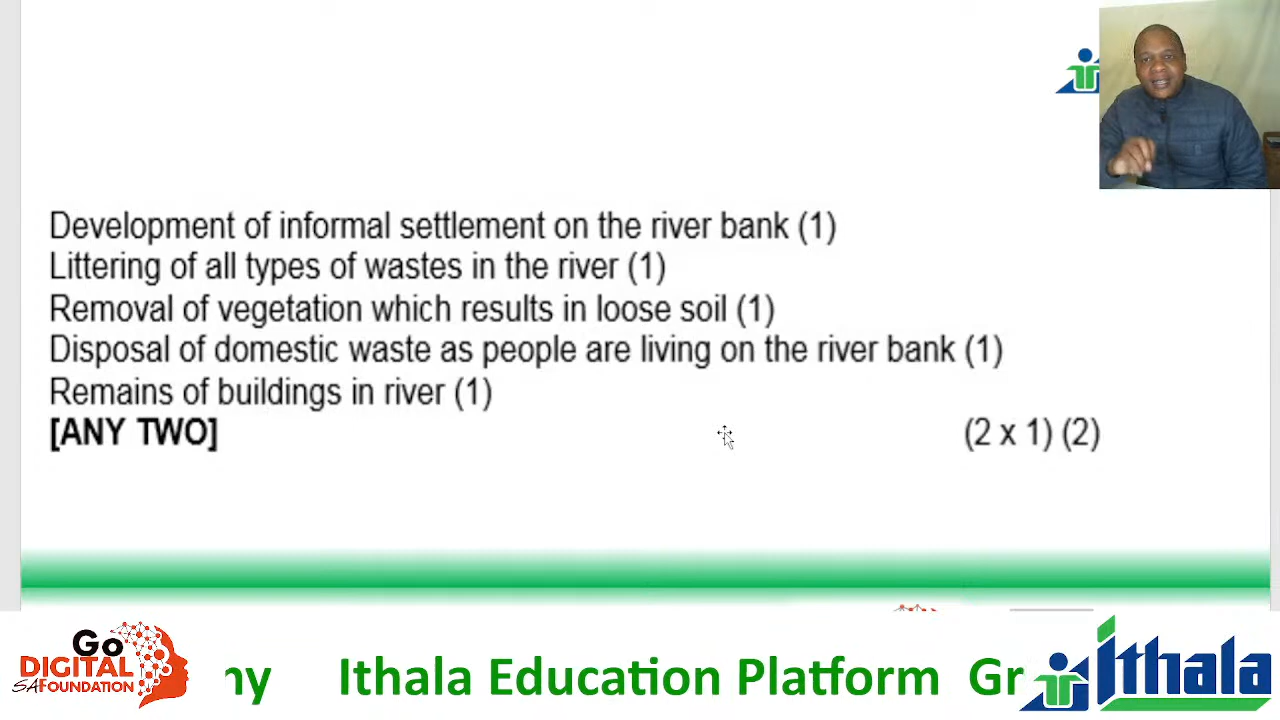 Development of informal settlement on the river bank (1)
Littering of all types of wastes in the river (1)
Removal of vegetation which results in loose soil (1)
Disposal of domestic waste as people are living on the river bank (1)
Remains of buildings in river (1)
[ANY TWO] (2 x 1) (2)
Go
DIGITAL
SA FOUNDATION
ny Ithala Education Platform Gr
Ithala